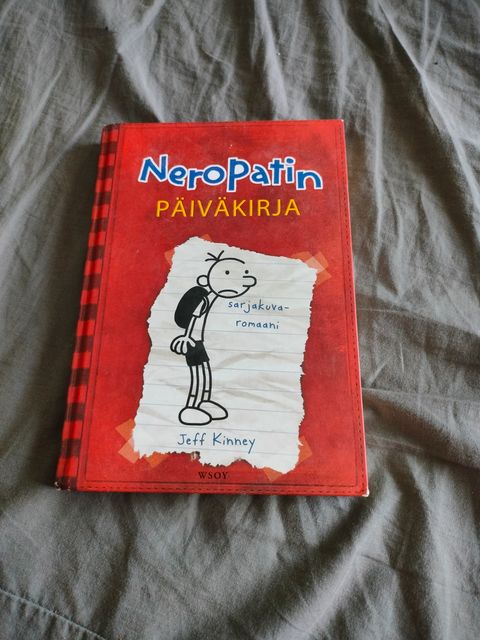 Neropatin
PÄIVÄKIRJA
sarjakuva-
romaani
Jeff Kinney
WSOY